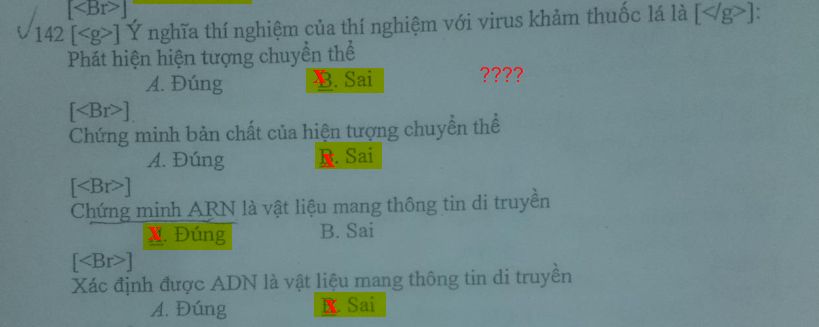 [<Br>]
142 [<g>] Ý nghĩa thí nghiệm của thí nghiệm với virus khảm thuốc lá là [</g>]:
Phát hiện hiện tượng chuyển thể
A. Đúng B. Sai ????
[<Br>]
Chứng minh bản chất của hiện tượng chuyển thể
A. Đúng B. Sai
[<Br>]
Chứng minh ARN là vật liệu mang thông tin di truyền
A. Đúng B. Sai
[<Br>]
Xác định được ADN là vật liệu mang thông tin di truyền
A. Đúng B. Sai